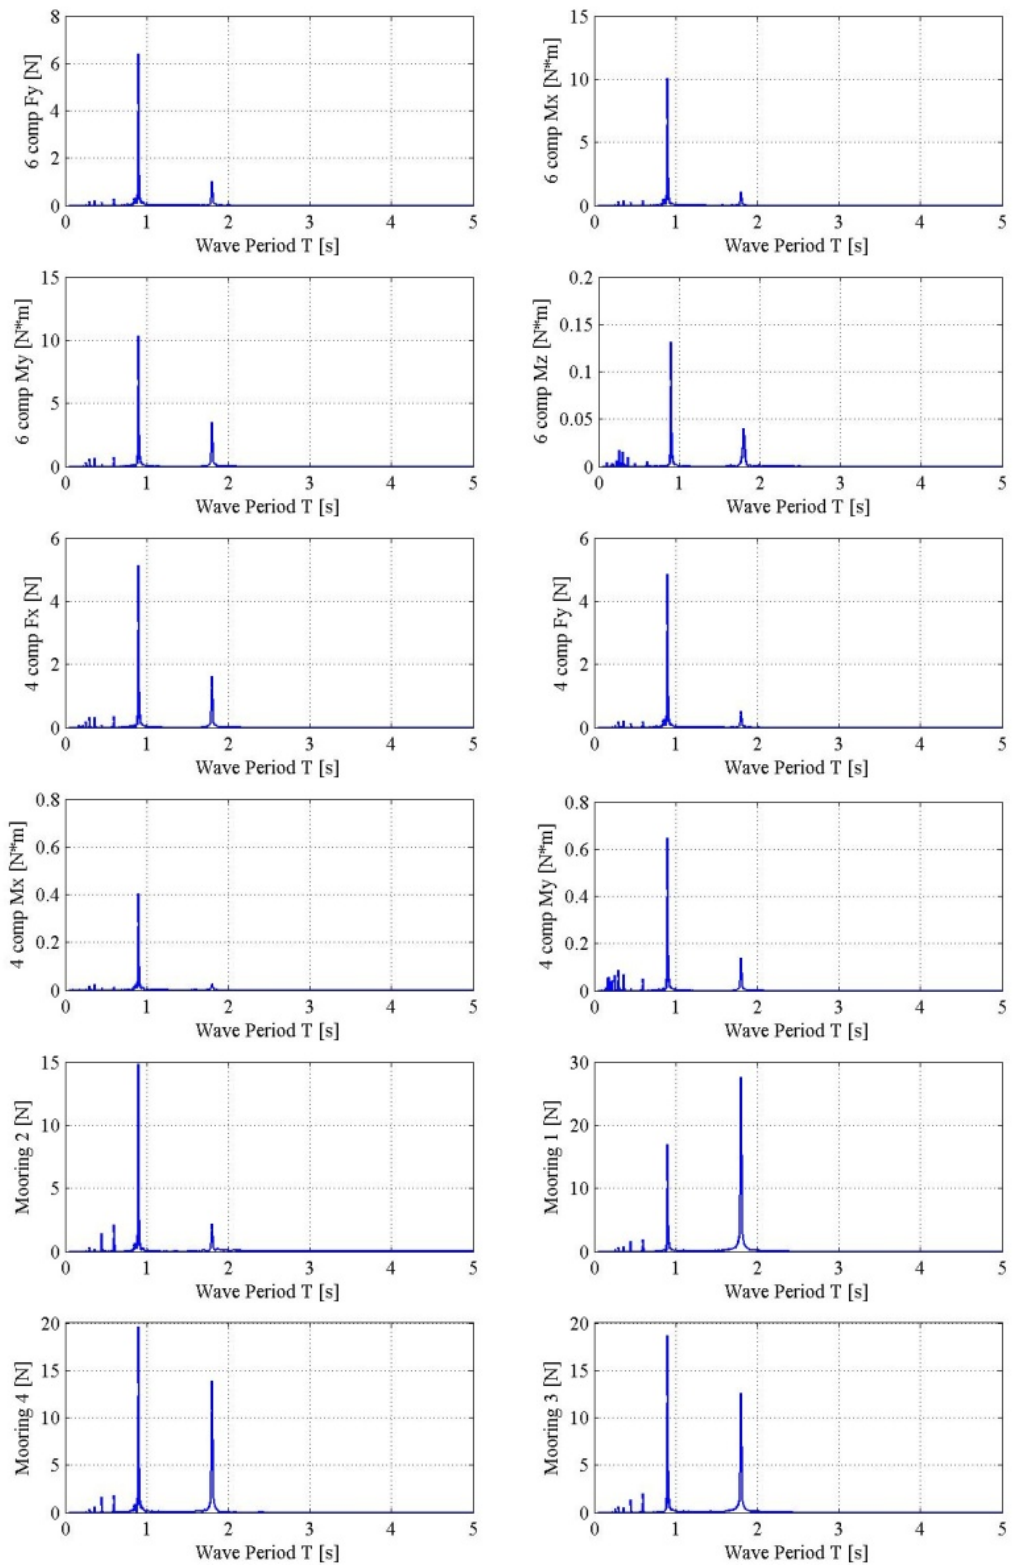 8
6
4
2
0
6 comp Fy [N]
0 1 2 3 4 5
Wave Period T [s]
15
10
5
0
6 comp Mx [N*m]
0 1 2 3 4 5
Wave Period T [s]
15
10
5
0
6 comp My [N*m]
0 1 2 3 4 5
Wave Period T [s]
0.2
0.15
0.1
0.05
0
6 comp Mz [N*m]
0 1 2 3 4 5
Wave Period T [s]
6
4
2
0
4 comp Fx [N]
0 1 2 3 4 5
Wave Period T [s]
6
4
2
0
4 comp Fy [N]
0 1 2 3 4 5
Wave Period T [s]
0.8
0.6
0.4
0.2
0
4 comp Mx [N*m]
0 1 2 3 4 5
Wave Period T [s]
0.8
0.6
0.4
0.2
0
4 comp My [N*m]
0 1 2 3 4 5
Wave Period T [s]
15
10
5
0
Mooring 2 [N]
0 1 2 3 4 5
Wave Period T [s]
30
20
10
0
Mooring 1 [N]
0 1 2 3 4 5
Wave Period T [s]
20
15
10
5
0
Mooring 4 [N]
0 1 2 3 4 5
Wave Period T [s]
20
15
10
5
0
Mooring 3 [N]
0 1 2 3 4 5
Wave Period T [s]